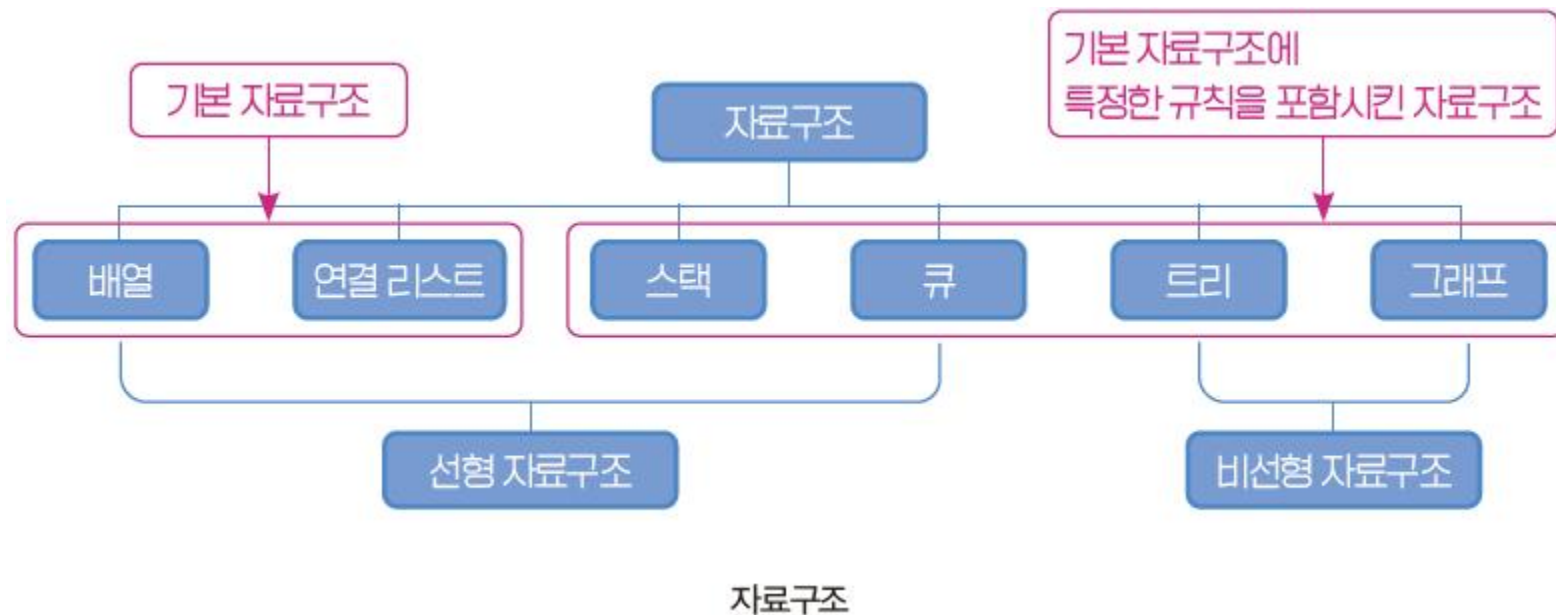 기본 자료구조
자료구조
기본 자료구조에
특정한 규칙을 포함시킨 자료구조
배열
연결 리스트
스택
큐
트리
그래프
선형 자료구조
비선형 자료구조
자료구조